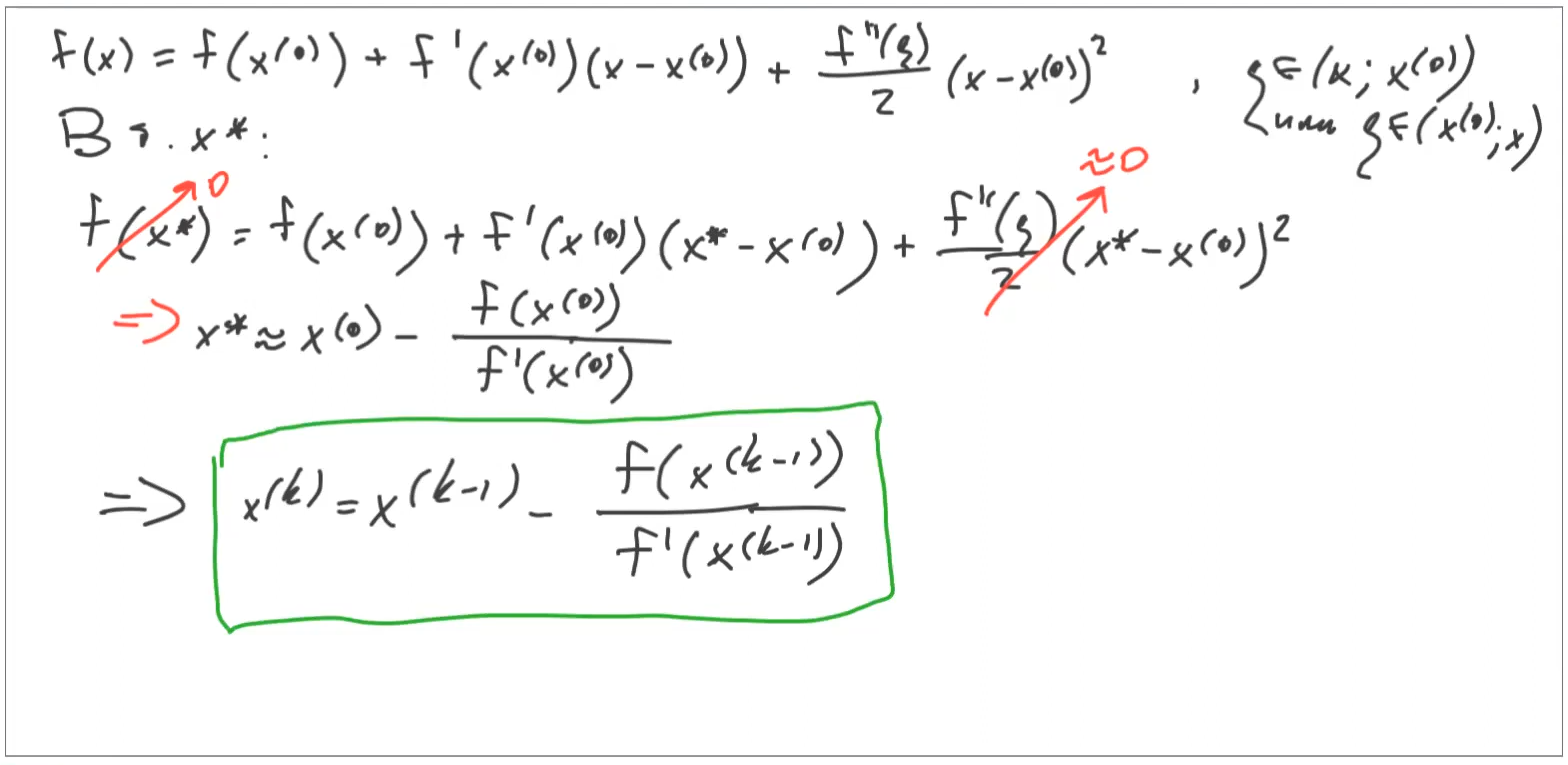 f(x) = f(x⁽⁰⁾) + f'(x⁽⁰⁾)(x − x⁽⁰⁾) + f''(ξ)/2 (x − x⁽⁰⁾)² , ξ ∈ (x; x⁽⁰⁾)
или ξ ∈ (x⁽⁰⁾; x)
В т. x*:
0 ≈0
f(x*) = f(x⁽⁰⁾) + f'(x⁽⁰⁾)(x* − x⁽⁰⁾) + f''(ξ)/2 (x* − x⁽⁰⁾)²
=> x* ≈ x⁽⁰⁾ − f(x⁽⁰⁾)/f'(x⁽⁰⁾)
=> x⁽ᵏ⁾ = x⁽ᵏ⁻¹⁾ − f(x⁽ᵏ⁻¹⁾)/f'(x⁽ᵏ⁻¹⁾)